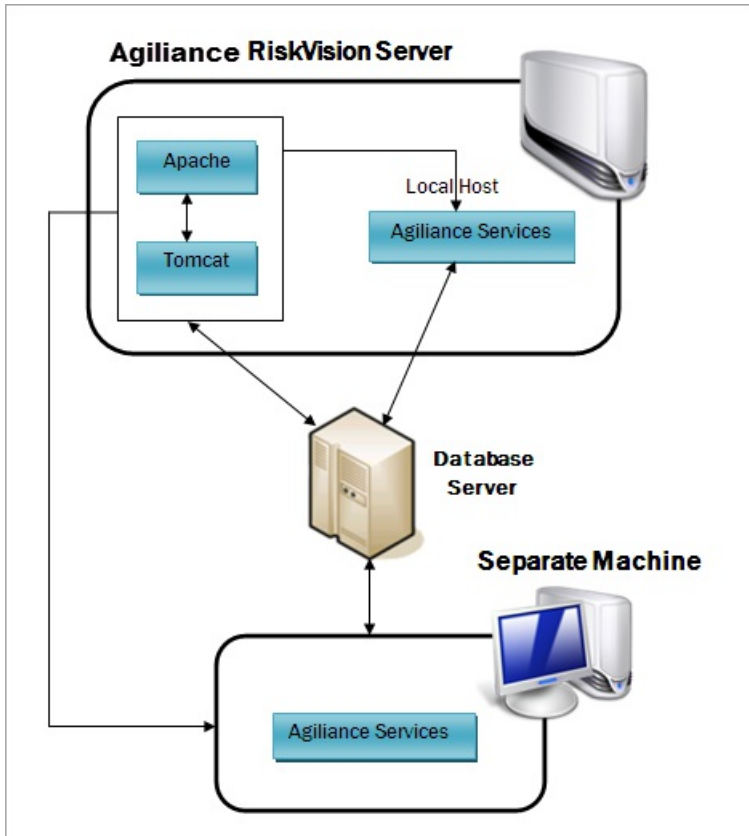 Agiliance RiskVision Server
Apache
Local Host
Agiliance Services
Tomcat
Database
Server
Separate Machine
Agiliance Services